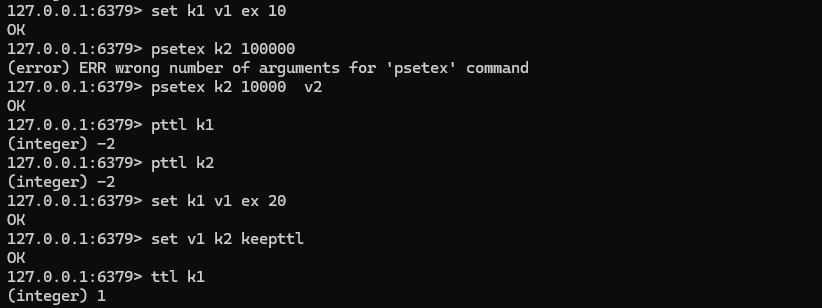 127.0.0.1:6379> set k1 v1 ex 10
OK
127.0.0.1:6379> psetex k2 100000
(error) ERR wrong number of arguments for 'psetex' command
127.0.0.1:6379> psetex k2 10000  v2
OK
127.0.0.1:6379> pttl k1
(integer) -2
127.0.0.1:6379> pttl k2
(integer) -2
127.0.0.1:6379> set k1 v1 ex 20
OK
127.0.0.1:6379> set v1 k2 keepttl
OK
127.0.0.1:6379> ttl k1
(integer) 1